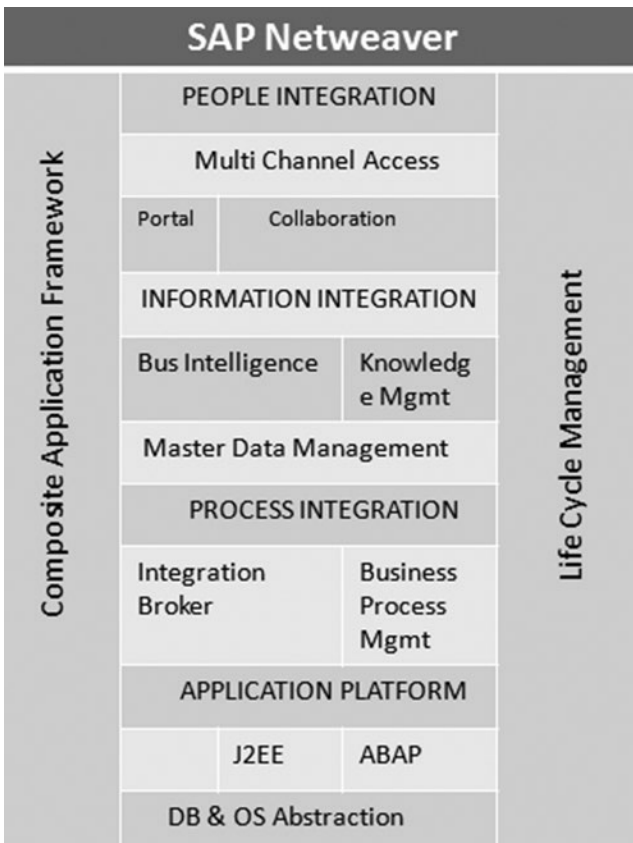 SAP Netweaver
Composite Application Framework
PEOPLE INTEGRATION
Multi Channel Access
Portal
Collaboration
INFORMATION INTEGRATION
Bus Intelligence
Knowledg
e Mgmt
Master Data Management
PROCESS INTEGRATION
Integration
Broker
Business
Process
Mgmt
APPLICATION PLATFORM
J2EE
ABAP
DB & OS Abstraction
Life Cycle Management